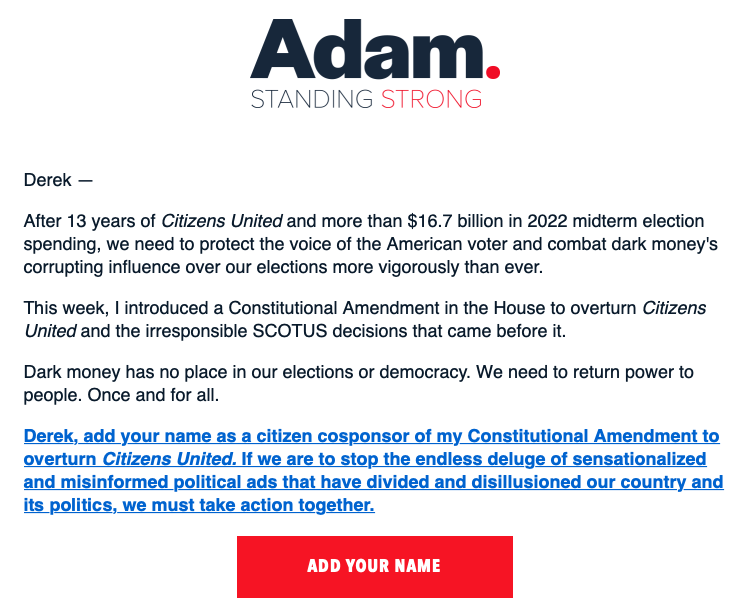 Adam.
STANDING STRONG
Derek —
After 13 years of Citizens United and more than $16.7 billion in 2022 midterm election
spending, we need to protect the voice of the American voter and combat dark money's
corrupting influence over our elections more vigorously than ever.
This week, I introduced a Constitutional Amendment in the House to overturn Citizens
United and the irresponsible SCOTUS decisions that came before it.
Dark money has no place in our elections or democracy. We need to return power to
people. Once and for all.
Derek, add your name as a citizen cosponsor of my Constitutional Amendment to
overturn Citizens United. If we are to stop the endless deluge of sensationalized
and misinformed political ads that have divided and disillusioned our country and
its politics, we must take action together.
ADD YOUR NAME